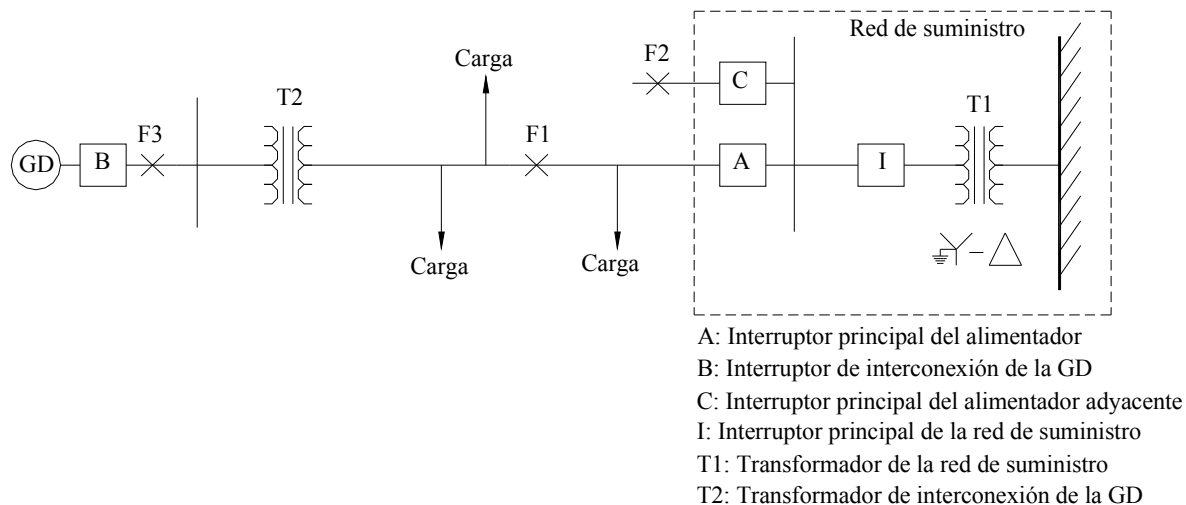 Red de suministro
Carga
F2
C
T1
T2
F3
F1
GD
B
A
I
Carga
Carga
A: Interruptor principal del alimentador
B: Interruptor de interconexión de la GD
C: Interruptor principal del alimentador adyacente
I: Interruptor principal de la red de suministro
T1: Transformador de la red de suministro
T2: Transformador de interconexión de la GD